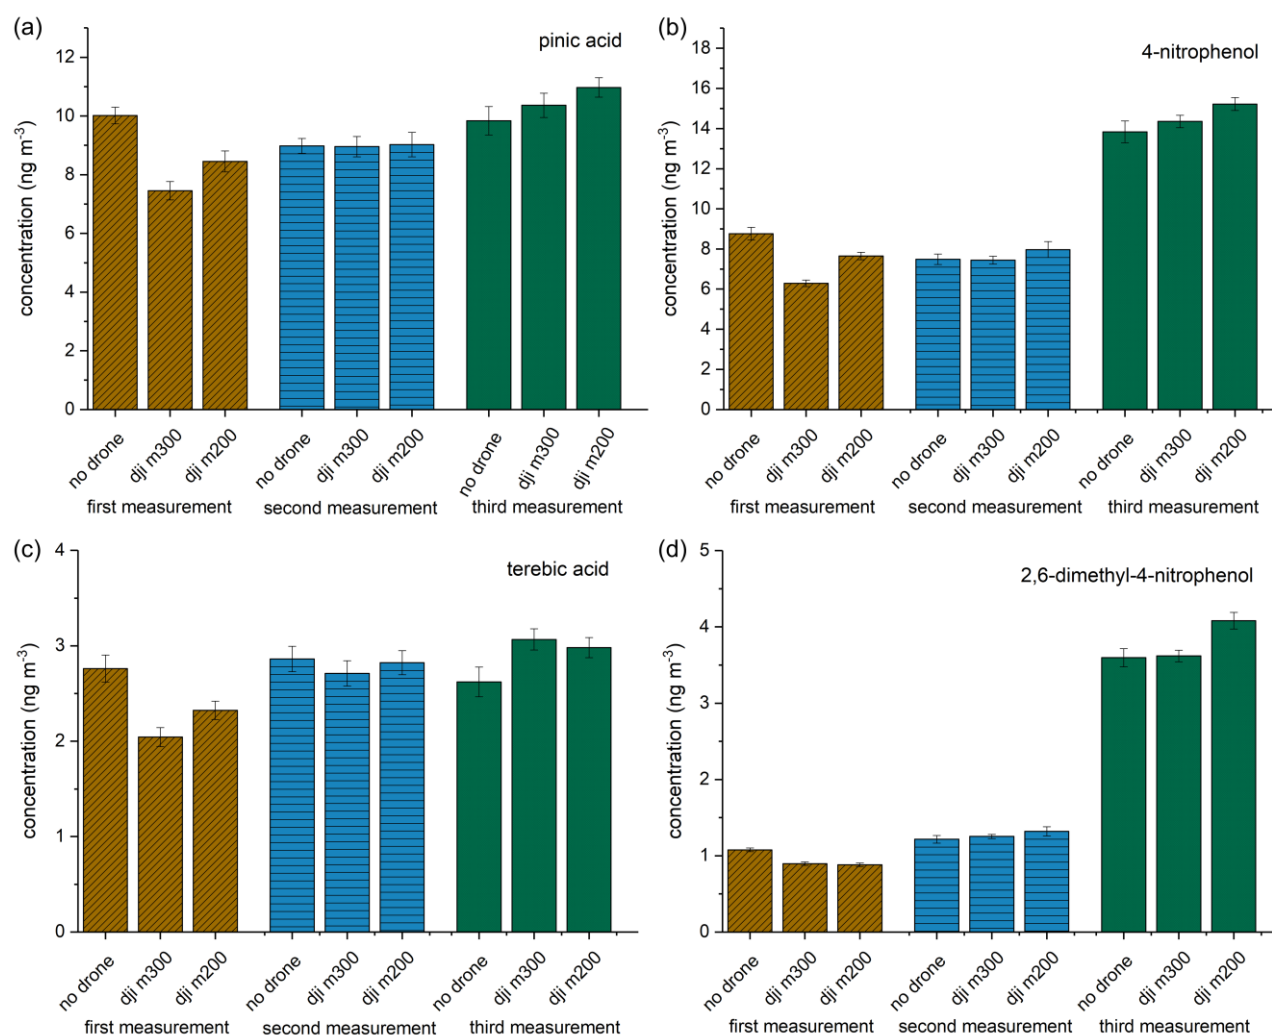 (a)
pinic acid
concentration (ng m-3)
12
10
8
6
4
2
0
no drone
dji m300
dji m200
no drone
dji m300
dji m200
no drone
dji m300
dji m200
first measurement
second measurement
third measurement
(b)
4-nitrophenol
concentration (ng m-3)
18
16
14
12
10
8
6
4
2
0
no drone
dji m300
dji m200
no drone
dji m300
dji m200
no drone
dji m300
dji m200
first measurement
second measurement
third measurement
(c)
terebic acid
concentration (ng m-3)
4
3
2
1
0
no drone
dji m300
dji m200
no drone
dji m300
dji m200
no drone
dji m300
dji m200
first measurement
second measurement
third measurement
(d)
2,6-dimethyl-4-nitrophenol
concentration (ng m-3)
5
4
3
2
1
0
no drone
dji m300
dji m200
no drone
dji m300
dji m200
no drone
dji m300
dji m200
first measurement
second measurement
third measurement